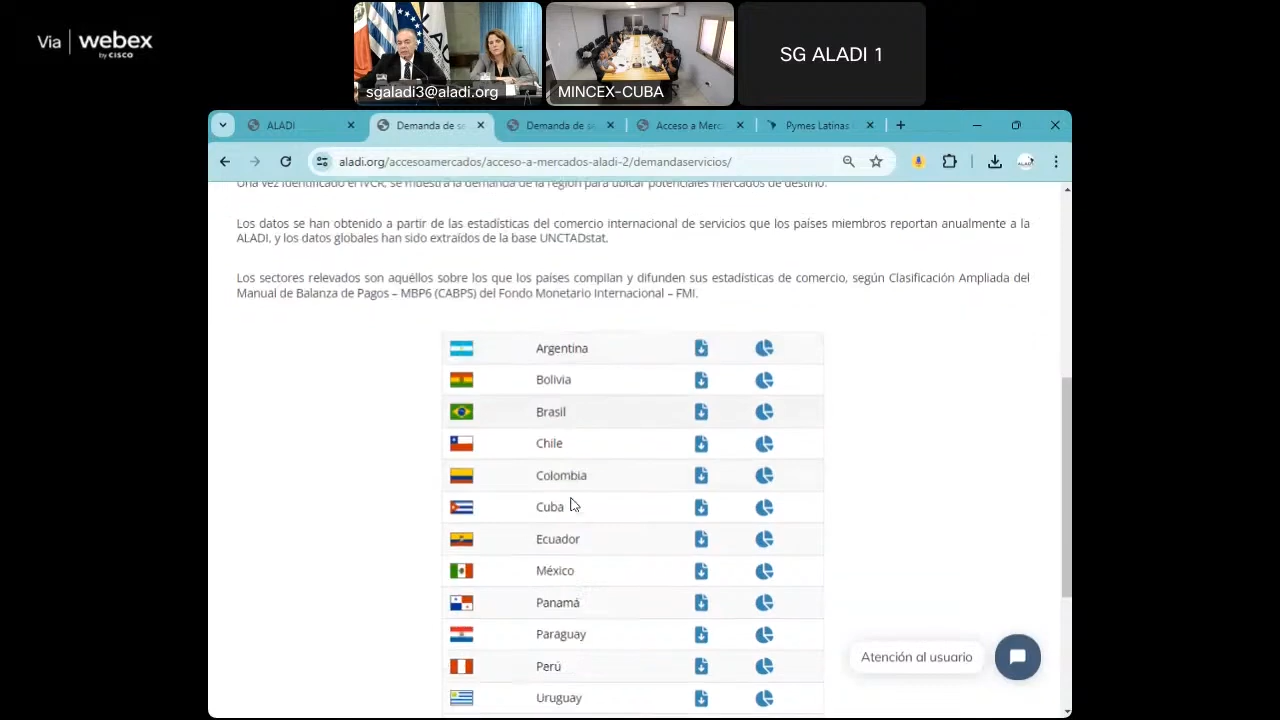 Via webex
by CISCO
sgaladi3@aladi.org
MINCEX-CUBA
SG ALADI 1
ALADI
Demanda de se
Demanda de se
Acceso a Merc
Pymes Latinas
aladi.org/accesoamercados/acceso-a-mercados-aladi-2/demandaservicios/
Una vez identificado el IVCR, se muestra la demanda de la región para ubicar potenciales mercados de destino.
Los datos se han obtenido a partir de las estadísticas del comercio internacional de servicios que los países miembros reportan anualmente a la
ALADI, y los datos globales han sido extraídos de la base UNCTADstat.
Los sectores relevados son aquéllos sobre los que los países compilan y difunden sus estadísticas de comercio, según Clasificación Ampliada del
Manual de Balanza de Pagos – MBP6 (CABPS) del Fondo Monetario Internacional – FMI.
Argentina
Bolivia
Brasil
Chile
Colombia
Cuba
Ecuador
México
Panamá
Paraguay
Perú
Uruguay
Atención al usuario